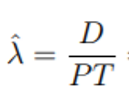 λ̂ = D / PT =